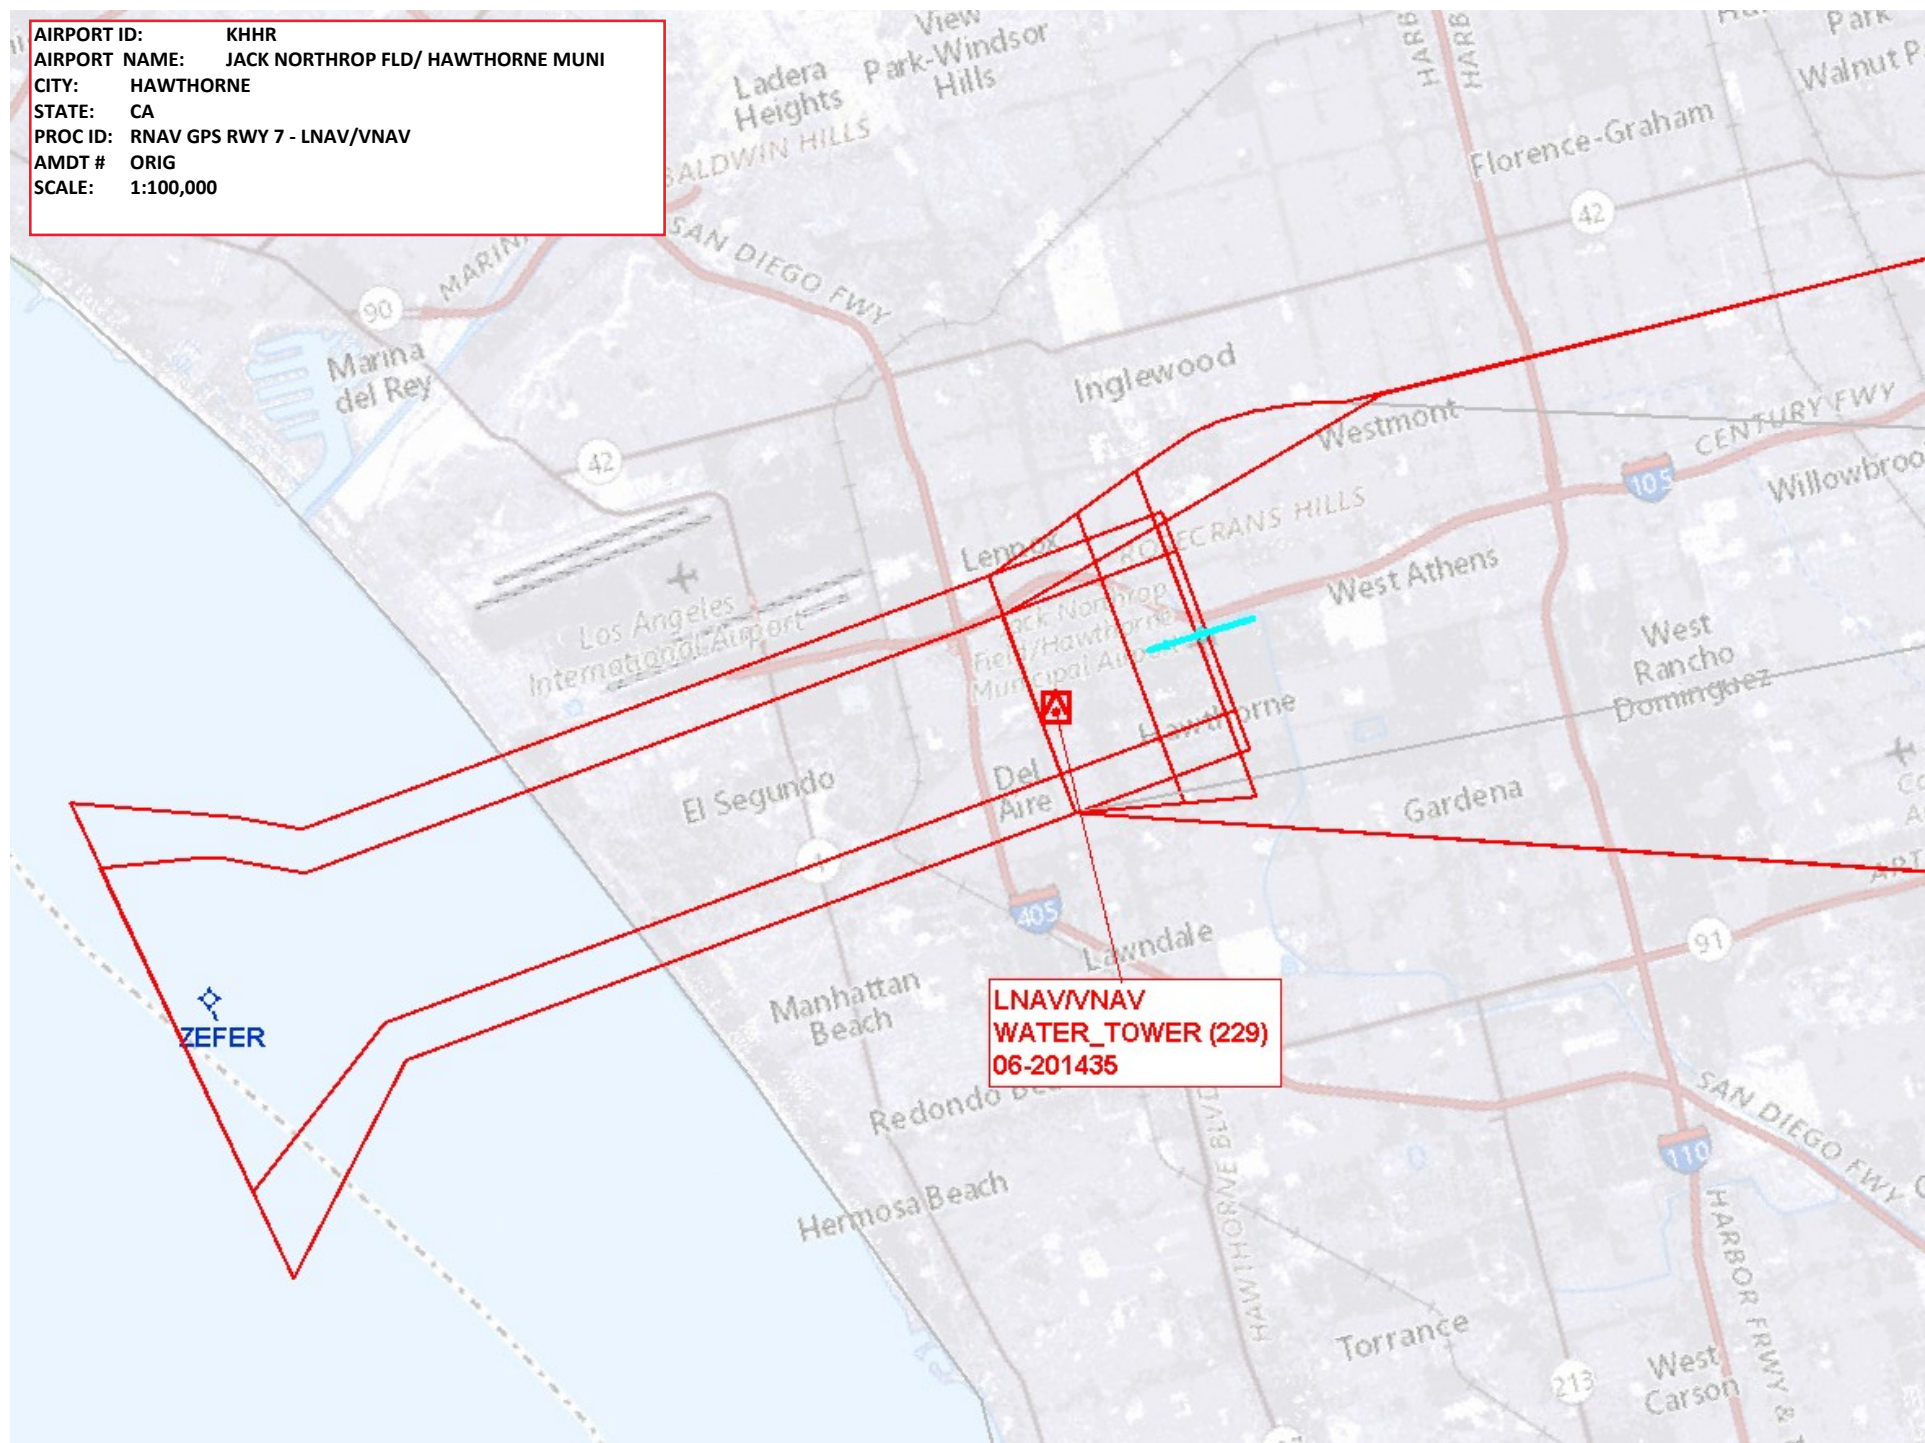 AIRPORT ID: KHHR
AIRPORT NAME: JACK NORTHROP FLD/ HAWTHORNE MUNI
CITY: HAWTHORNE
STATE: CA
PROC ID: RNAV GPS RWY 7 - LNAV/VNAV
AMDT # ORIG
SCALE: 1:100,000
View
Park-Windsor
Hills
Ladera
Heights
BALDWIN HILLS
HARB
HARB
Park
Walnut P
Florence-Graham
42
SAN DIEGO FWY
MARINA
90
Marina
del Rey
Inglewood
Westmont
CENTURY FWY
105
Willowbroo
42
Lennox
ROSECRANS HILLS
West Athens
Los Angeles
International Airport
Jack Northrop
Field/Hawthorne
Municipal Airport
West
Rancho
Dominguez
Hawthorne
Del
Aire
El Segundo
Gardena
1
405
91
ART
Lawndale
ZEFER
Manhattan
Beach
LNAV/VNAV
WATER_TOWER (229)
06-201435
Redondo Bea
SAN DIEGO FWY
110
Hermosa Beach
HAWTHORNE BLVD
HARBOR FRWY &
Torrance
West
Carson
213